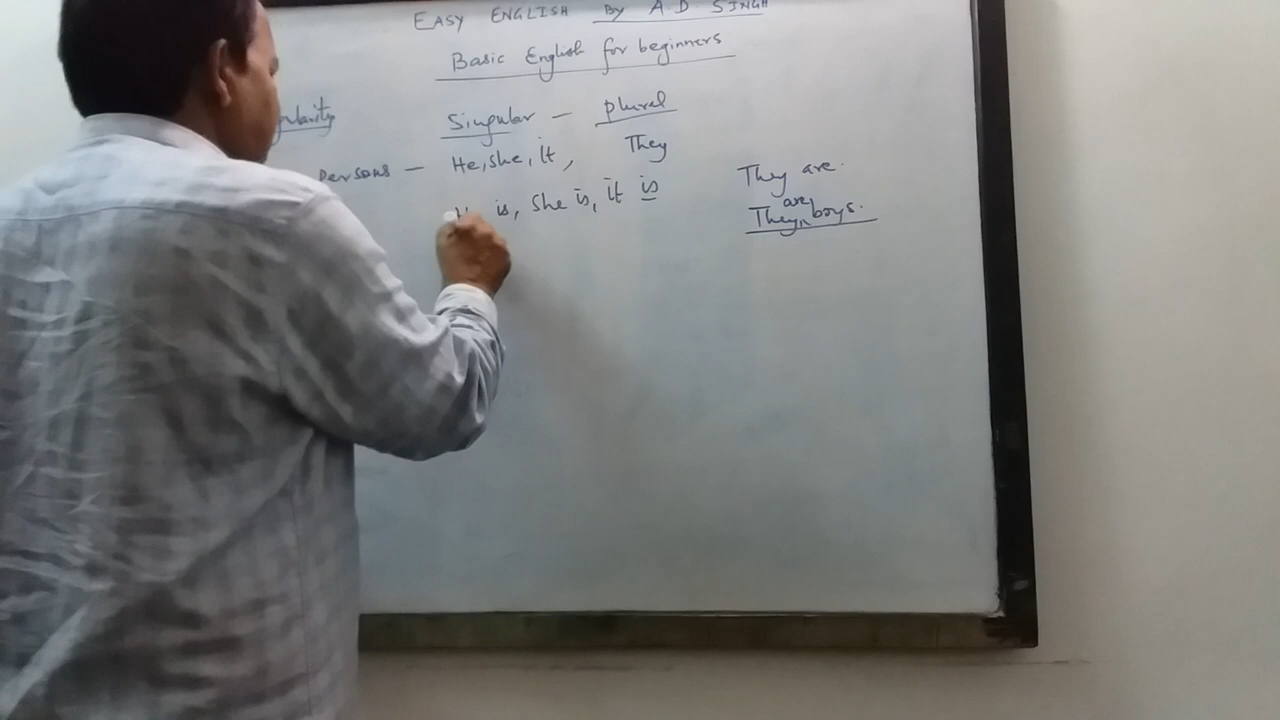 EASY ENGLISH BY A D SINGH
Basic English for beginners
Singular - plural
Persons - He, she, it, They
is, She is, it is
They are.
are
They boys.